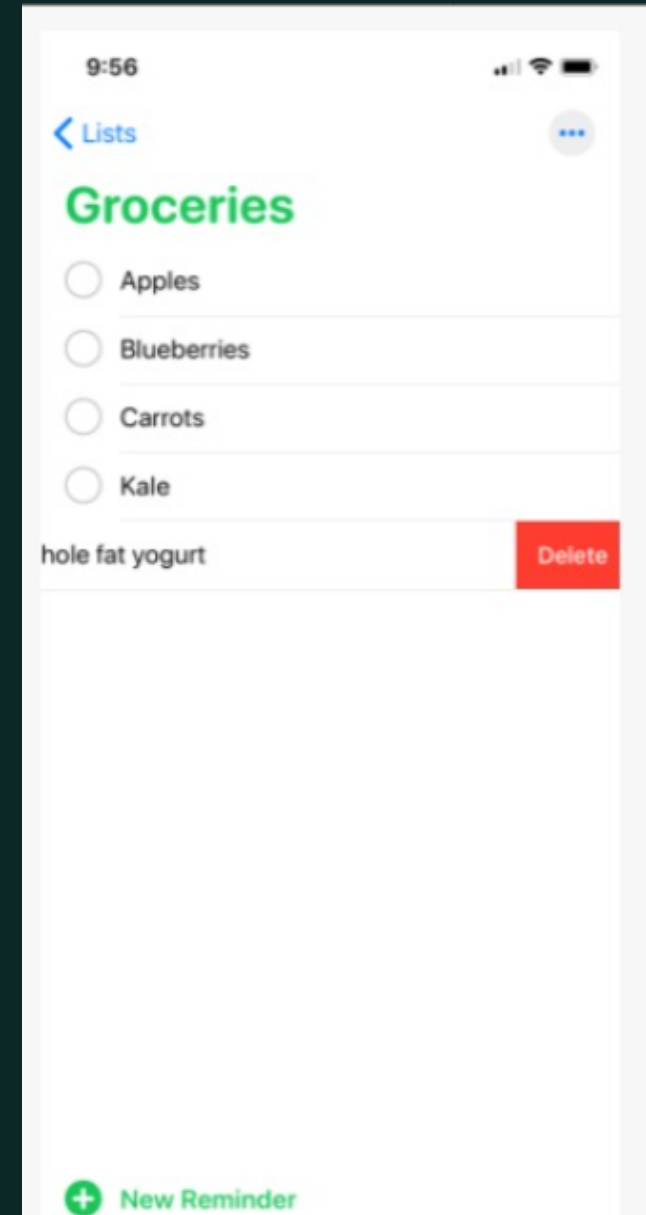 9:56
Lists
Groceries
Apples
Blueberries
Carrots
Kale
hole fat yogurt Delete
New Reminder